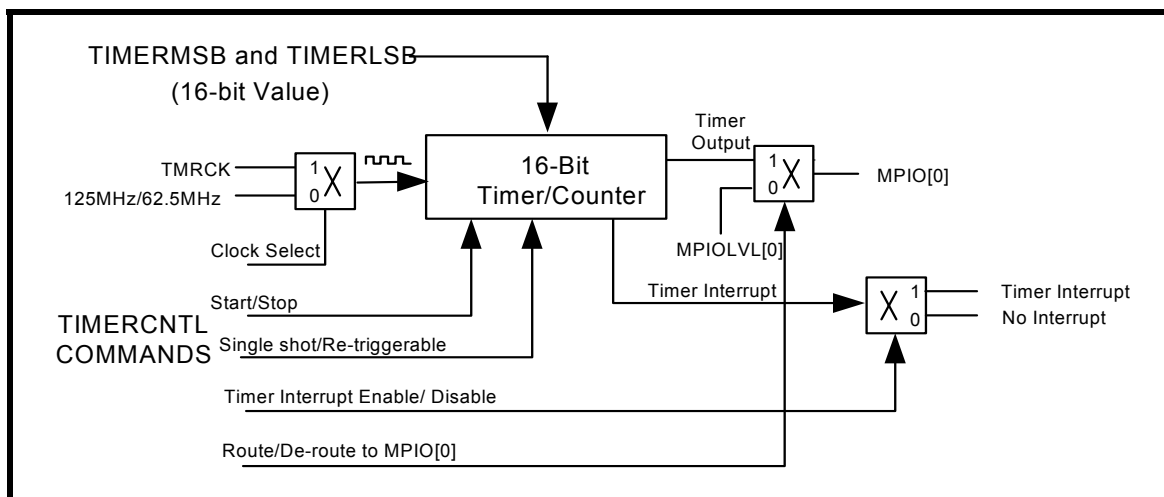 TIMERMSB and TIMERLSB
(16-bit Value)
Timer
Output
TMRCK
1
X
0
125MHz/62.5MHz
16-Bit
Timer/Counter
1
X
0
MPIO[0]
Clock Select
MPIOLVL[0]
Start/Stop
Timer Interrupt
X
1
0
Timer Interrupt
No Interrupt
TIMERCNTL
COMMANDS
Single shot/Re-triggerable
Timer Interrupt Enable/ Disable
Route/De-route to MPIO[0]